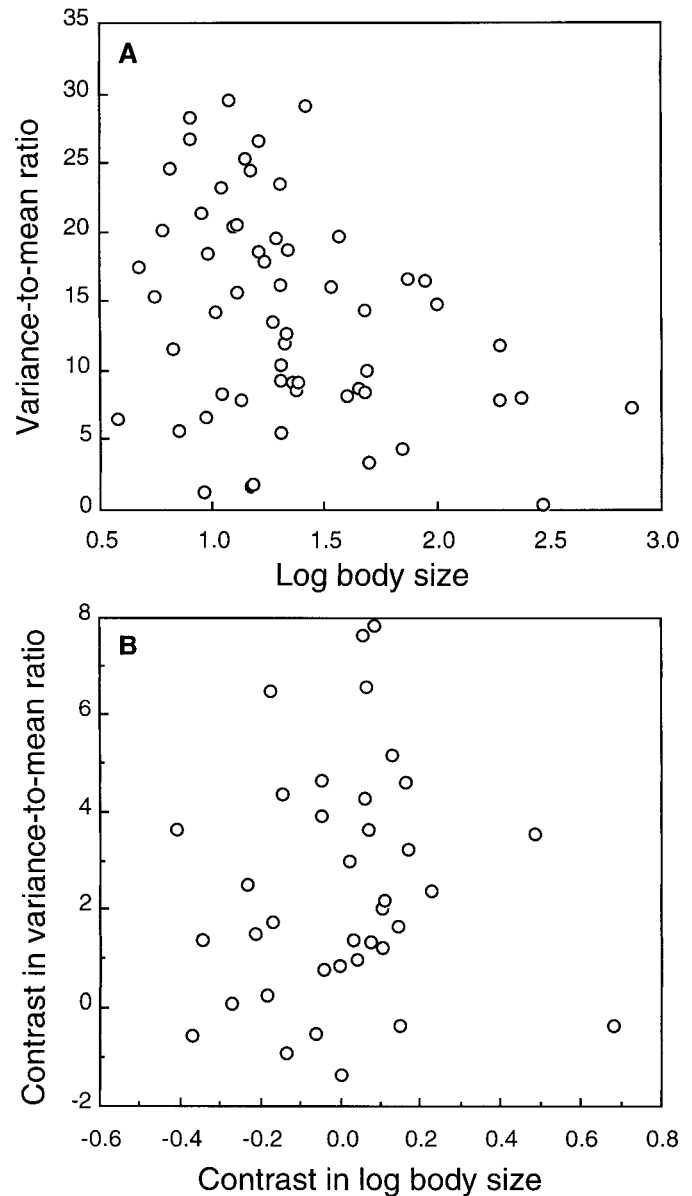 A
35
30
25
20
15
10
5
0
Variance-to-mean ratio
0.5 1.0 1.5 2.0 2.5 3.0
Log body size
B
8
6
4
2
0
-2
Contrast in variance-to-mean ratio
-0.6 -0.4 -0.2 0.0 0.2 0.4 0.6 0.8
Contrast in log body size